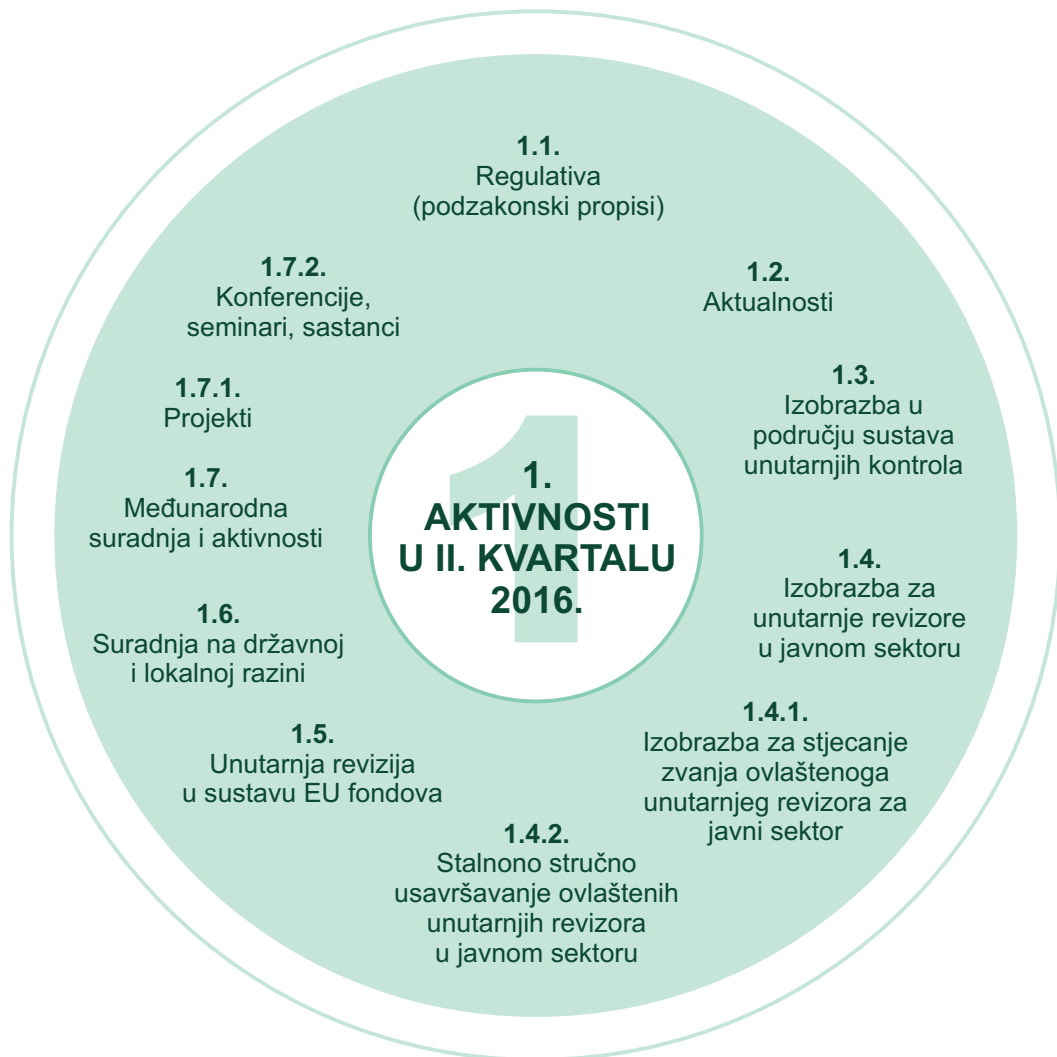 1.
AKTIVNOSTI
U II. KVARTALU
2016.
1
1.1.
Regulativa
(podzakonski propisi)
1.2.
Aktualnosti
1.3.
Izobrazba u
području sustava
unutarnjih kontrola
1.4.
Izobrazba za
unutarnje revizore
u javnom sektoru
1.4.1.
Izobrazba za stjecanje
zvanja ovlaštenoga
unutarnjeg revizora za
javni sektor
1.4.2.
Stalnono stručno
usavršavanje ovlaštenih
unutarnjih revizora
u javnom sektoru
1.5.
Unutarnja revizija
u sustavu EU fondova
1.6.
Suradnja na državnoj
i lokalnoj razini
1.7.
Međunarodna
suradnja i aktivnosti
1.7.1.
Projekti
1.7.2.
Konferencije,
seminari, sastanci